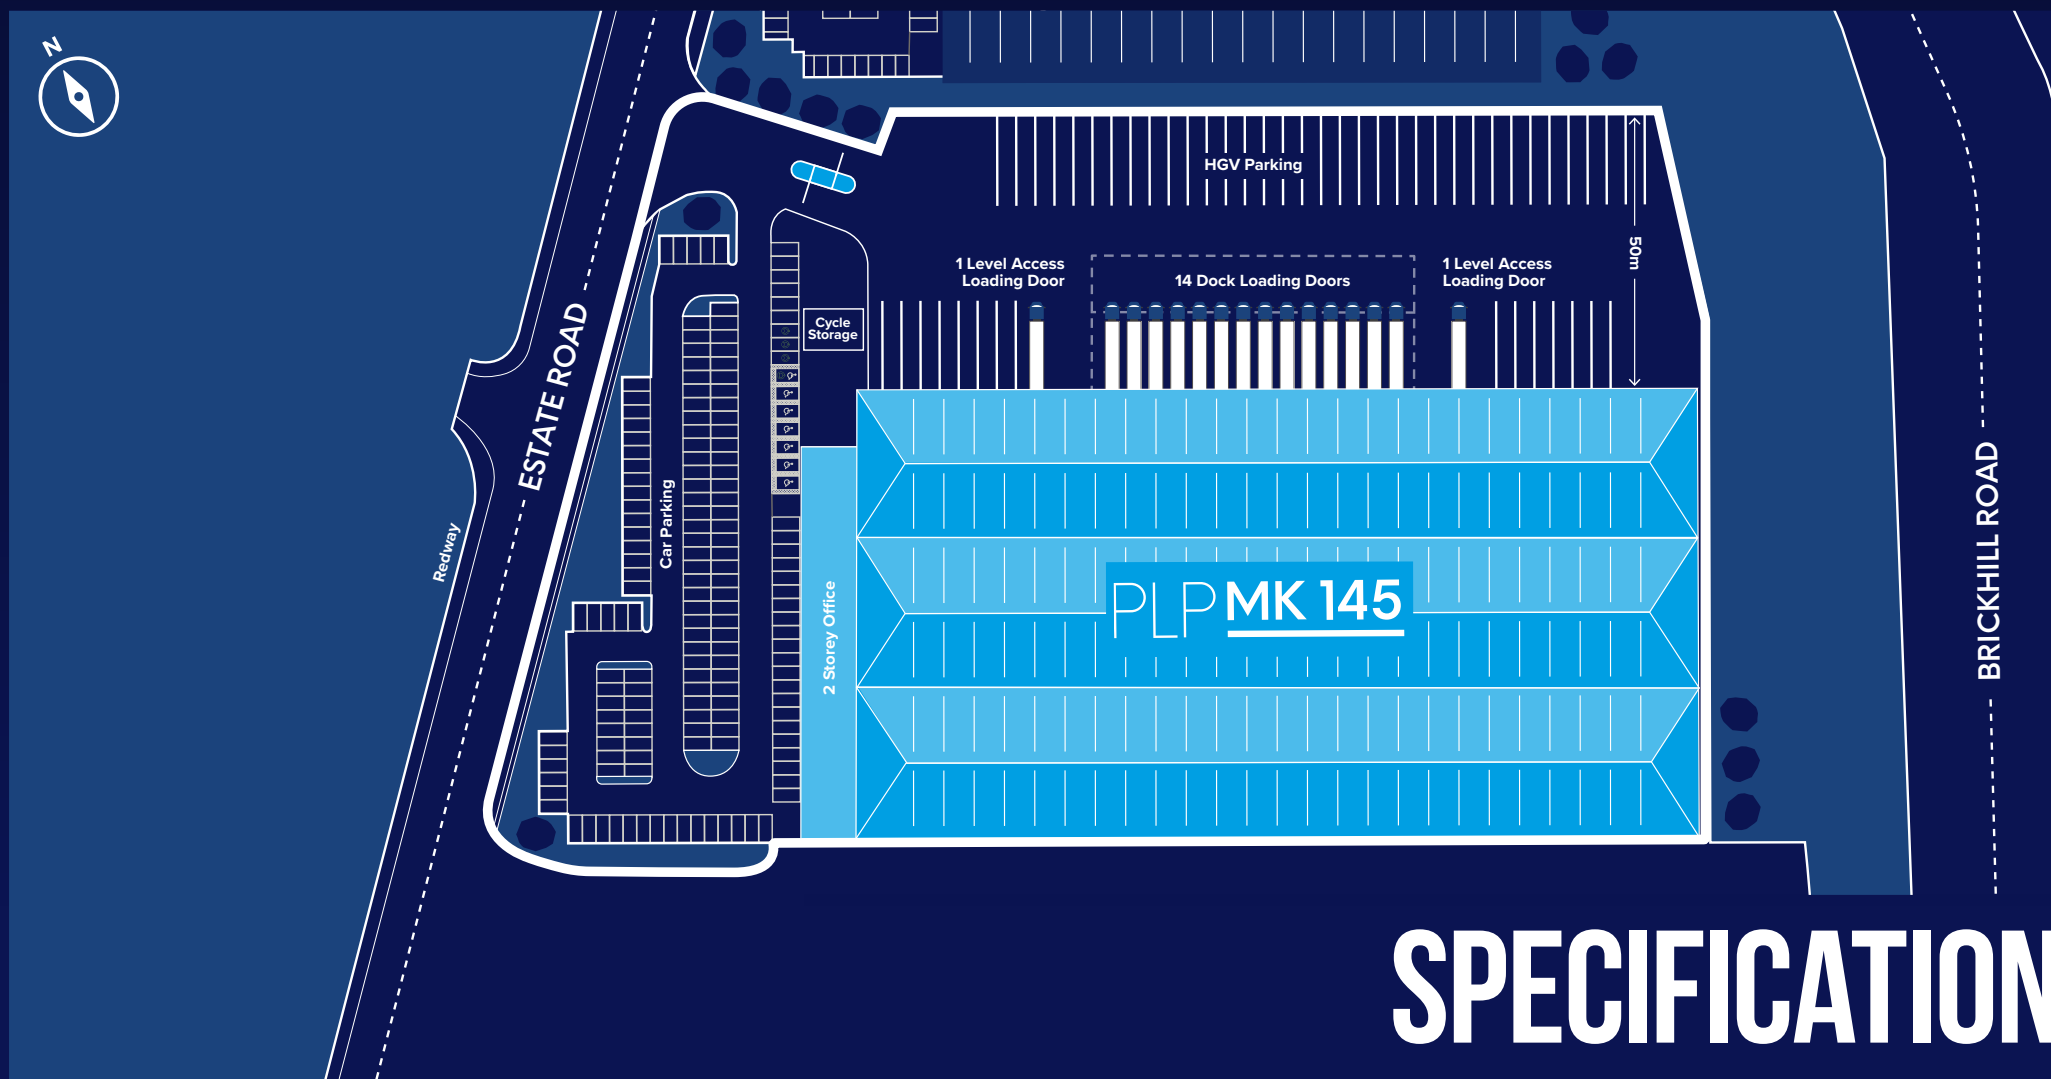 N
HGV Parking
50m
1 Level Access
Loading Door
14 Dock Loading Doors
1 Level Access
Loading Door
Cycle
Storage
ESTATE ROAD
Redway
Car Parking
2 Storey Office
PLP MK 145
BRICKHILL ROAD
SPECIFICATION